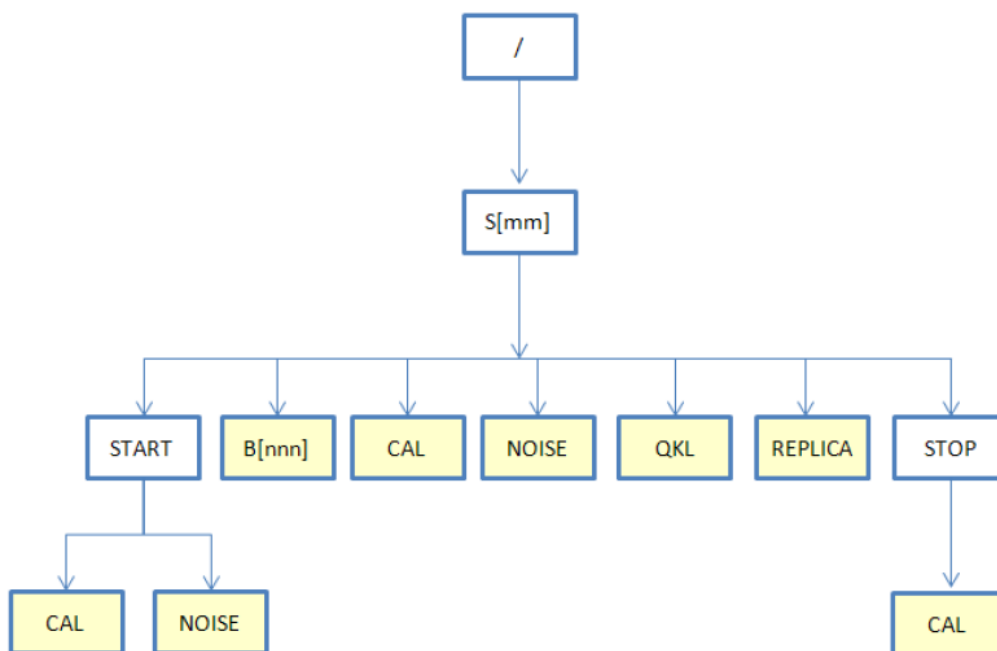 /
S[mm]
START
B[nnn]
CAL
NOISE
QKL
REPLICA
STOP
CAL
NOISE
CAL